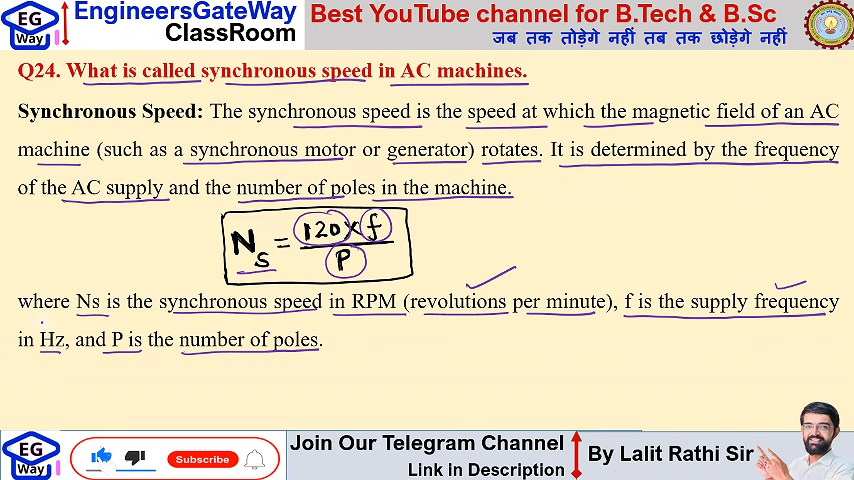 EG
Way
EngineersGateWay
ClassRoom
Best YouTube channel for B.Tech & B.Sc
जब तक तोड़ेगे नहीं तब तक छोड़ेगे नहीं
Q24. What is called synchronous speed in AC machines.
Synchronous Speed: The synchronous speed is the speed at which the magnetic field of an AC
machine (such as a synchronous motor or generator) rotates. It is determined by the frequency
of the AC supply and the number of poles in the machine.
Ns = 120 × f / P
where Ns is the synchronous speed in RPM (revolutions per minute), f is the supply frequency
in Hz, and P is the number of poles.
EG
Way
Subscribe
Join Our Telegram Channel
Link in Description
By Lalit Rathi Sir